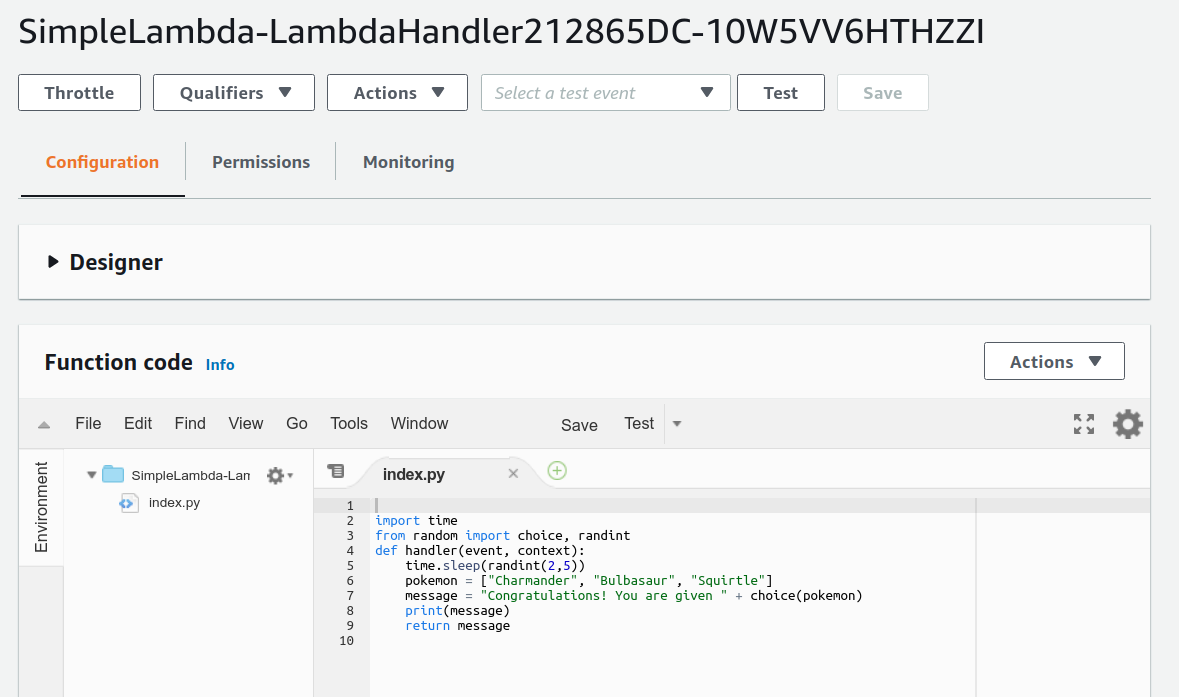 SimpleLambda-LambdaHandler212865DC-10W5VV6HTHZZI
Throttle Qualifiers Actions Select a test event Test Save
Configuration Permissions Monitoring
Designer
Function code Info Actions
File Edit Find View Go Tools Window Save Test
Environment
SimpleLambda-Lam
index.py
index.py
1
2 import time
3 from random import choice, randint
4 def handler(event, context):
5     time.sleep(randint(2,5))
6     pokemon = ["Charmander", "Bulbasaur", "Squirtle"]
7     message = "Congratulations! You are given " + choice(pokemon)
8     print(message)
9     return message
10